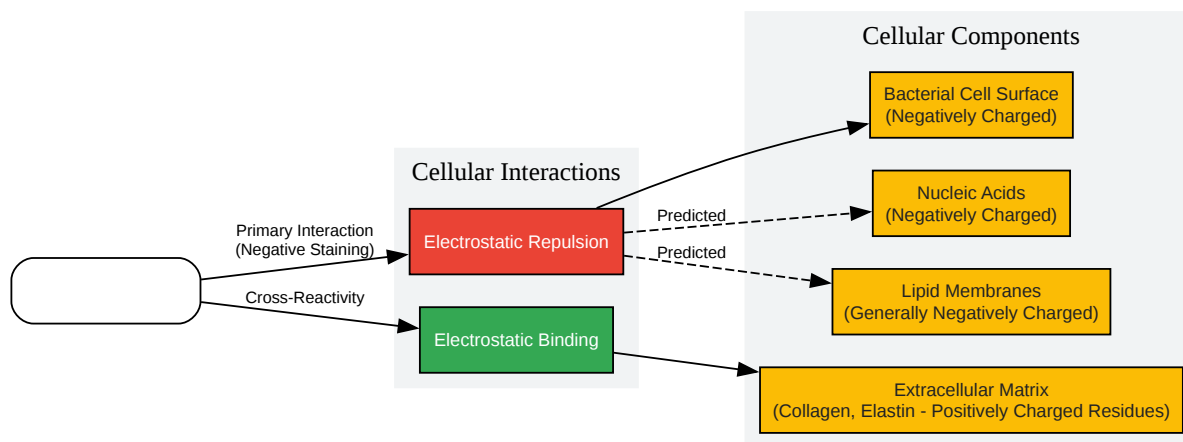 Cellular Components
Bacterial Cell Surface
(Negatively Charged)
Cellular Interactions
Nucleic Acids
(Negatively Charged)
Predicted
Primary Interaction
(Negative Staining)
Electrostatic Repulsion
Predicted
Lipid Membranes
(Generally Negatively Charged)
Cross-Reactivity
Electrostatic Binding
Extracellular Matrix
(Collagen, Elastin - Positively Charged Residues)